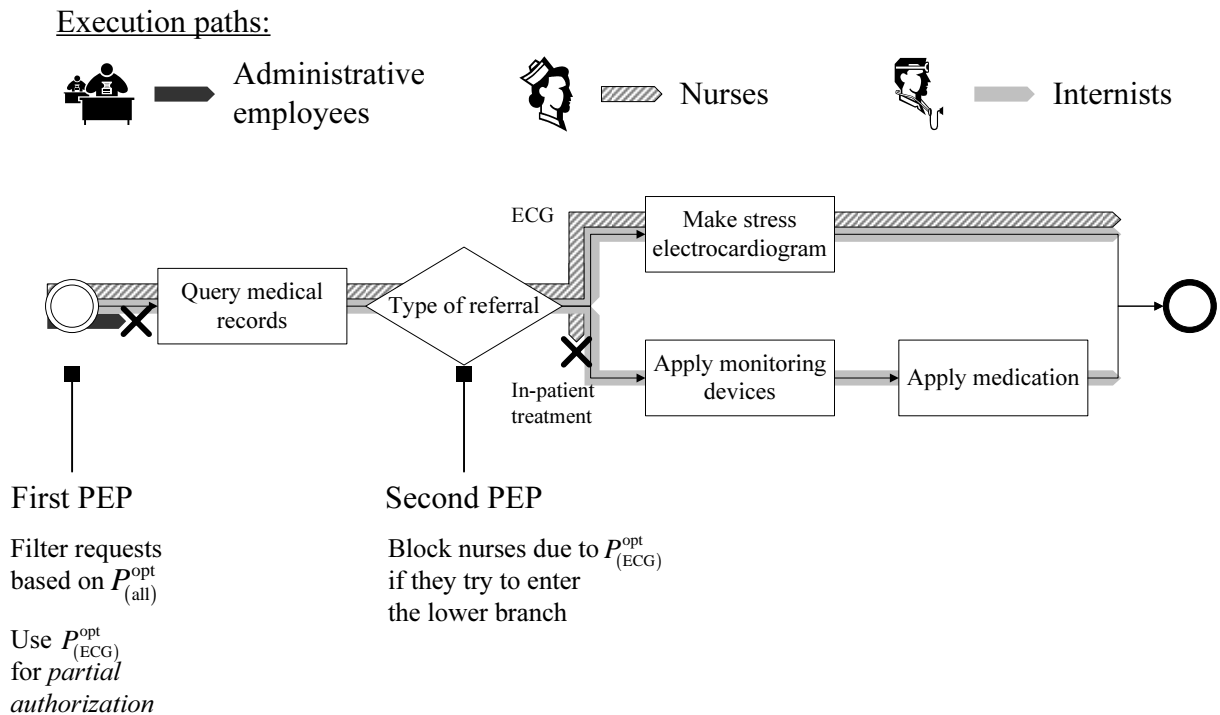 Execution paths:
Administrative
employees
Nurses
Internists
ECG
Make stress
electrocardiogram
Query medical
records
Type of referral
In-patient
treatment
Apply monitoring
devices
Apply medication
First PEP
Filter requests
based on P^opt_(all)
Use P^opt_(ECG)
for partial
authorization
Second PEP
Block nurses due to P^opt_(ECG)
if they try to enter
the lower branch